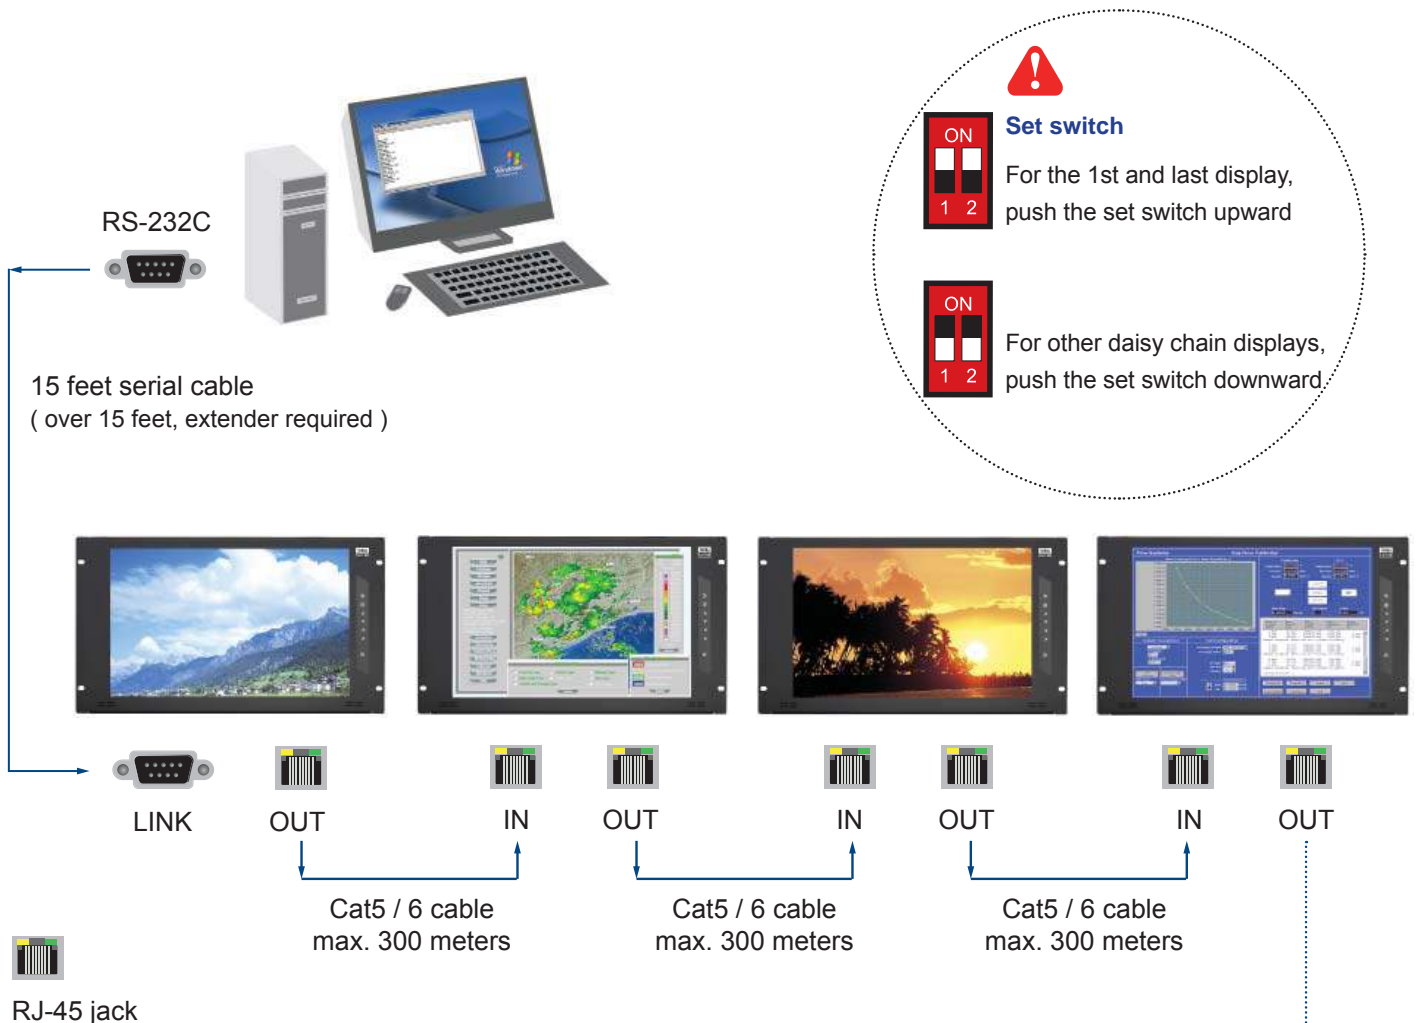 ON
1 2
Set switch
For the 1st and last display,
push the set switch upward
ON
1 2
For other daisy chain displays,
push the set switch downward.
RS-232C
Windows
15 feet serial cable
( over 15 feet, extender required )
LINK
OUT
IN
OUT
IN
OUT
IN
OUT
Cat5 / 6 cable
max. 300 meters
Cat5 / 6 cable
max. 300 meters
Cat5 / 6 cable
max. 300 meters
RJ-45 jack